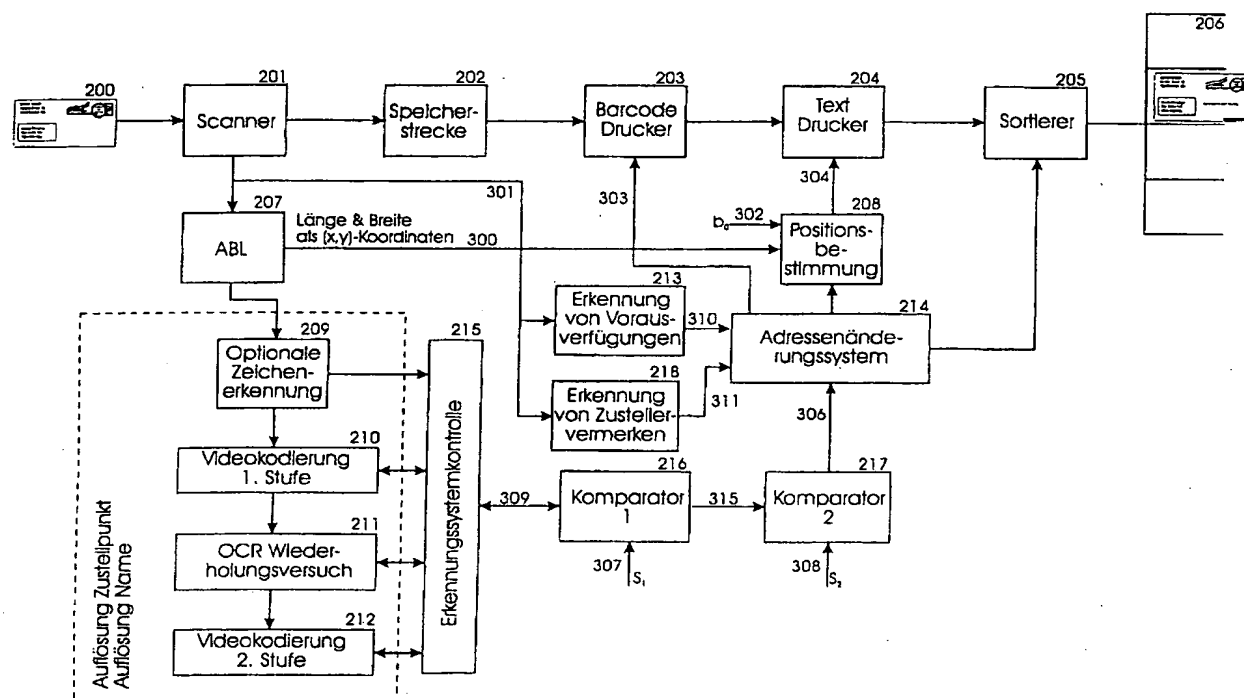 200
201
Scanner
202
Speicher-
strecke
203
Barcode
Drucker
204
Text
Drucker
205
Sortierer
206
301
303
304
207
ABL
Länge & Breite
als (x,y)-Koordinaten
300
302
208
Positions-
be-
stimmung
213
Erkennung
von Voraus-
verfügungen
310
214
Adressenände-
rungssystem
209
Optionale
Zeichen-
erkennung
215
Erkennungssystemkontrolle
218
Erkennung
von Zusteller-
vermerken
311
306
210
Videokodierung
1. Stufe
309
216
Komparator
1
315
217
Komparator
2
211
OCR Wieder-
holungsversuch
307
S₁
308
S₂
212
Videokodierung
2. Stufe
Auflösung Zustellpunkt
Auflösung Name